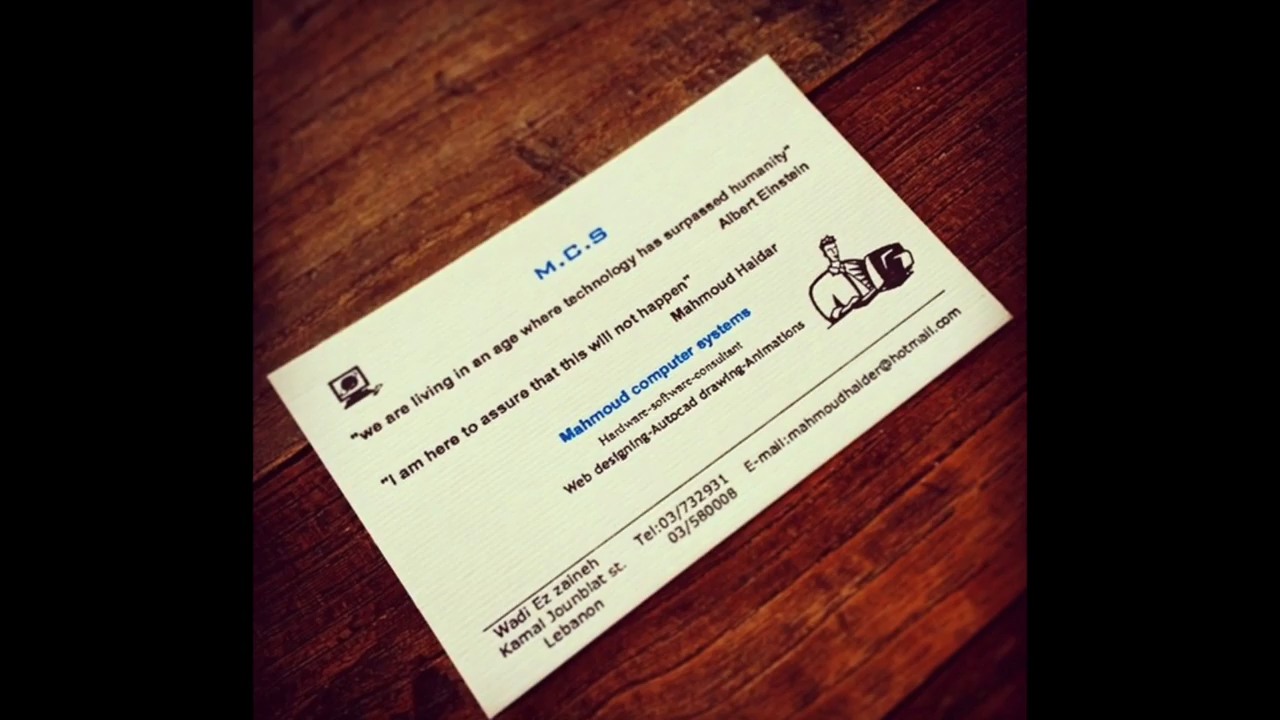 M.C.S
"we are living in an age where technology has surpassed humanity"
Albert Einstein
"I am here to assure that this will not happen"
Mahmoud Haidar
Mahmoud computer systems
Hardware-software-consultant
Web designing-Autocad drawing-Animations
Wadi Ez zaineh
Kamal Jounblat st.
Lebanon
Tel:03/732931
03/580008
E-mail:mahmoudhaider@hotmail.com